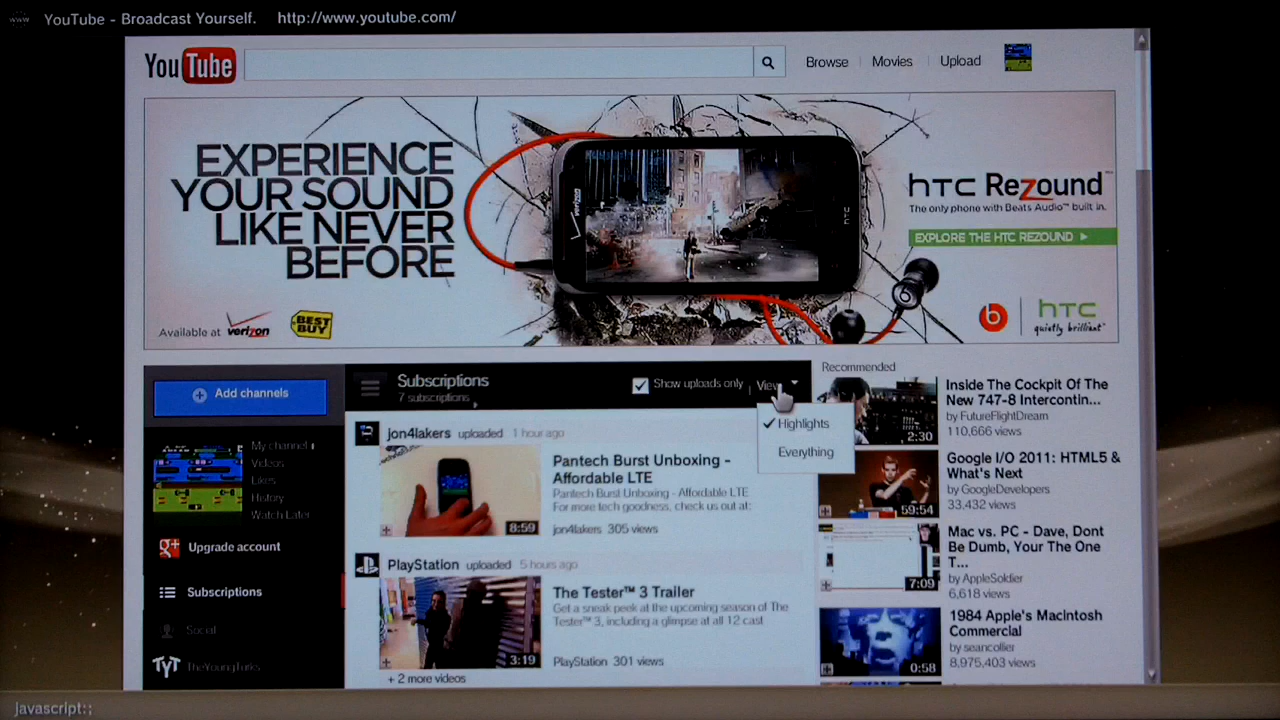 www YouTube - Broadcast Yourself. http://www.youtube.com/
YouTube
Browse
Movies
Upload
EXPERIENCE
YOUR SOUND
LIKE NEVER
BEFORE
Available at verizon BEST BUY
verizon
hTC
hTC ReZound™
The only phone with Beats Audio™ built in.
EXPLORE THE HTC REZOUND ►
b
hTC
quietly brilliant™
Add channels
My channel
Videos
Likes
History
Watch Later
Upgrade account
Subscriptions
Social
TYT TheYoungTurks
Subscriptions
7 subscriptions
Show uploads only
View
Highlights
Everything
jon4lakers uploaded 1 hour ago
8:59
Pantech Burst Unboxing -
Affordable LTE
Pantech Burst Unboxing - Affordable LTE
For more tech goodness, check us out at:
jon4lakers 305 views
PlayStation uploaded 5 hours ago
3:19
The Tester™ 3 Trailer
Get a sneak peek at the upcoming season of The
Tester™ 3, including a glimpse at all 12 cast
PlayStation 301 views
+ 2 more videos
Recommended
2:30
Inside The Cockpit Of The
New 747-8 Intercontin...
by FutureFlightDream
110,666 views
59:54
Google I/O 2011: HTML5 &
What's Next
by GoogleDevelopers
33,432 views
7:09
Mac vs. PC - Dave, Dont
Be Dumb, Your The One
T...
by AppleSoldier
6,618 views
0:58
1984 Apple's Macintosh
Commercial
by seancollier
8,975,403 views
javascript:;